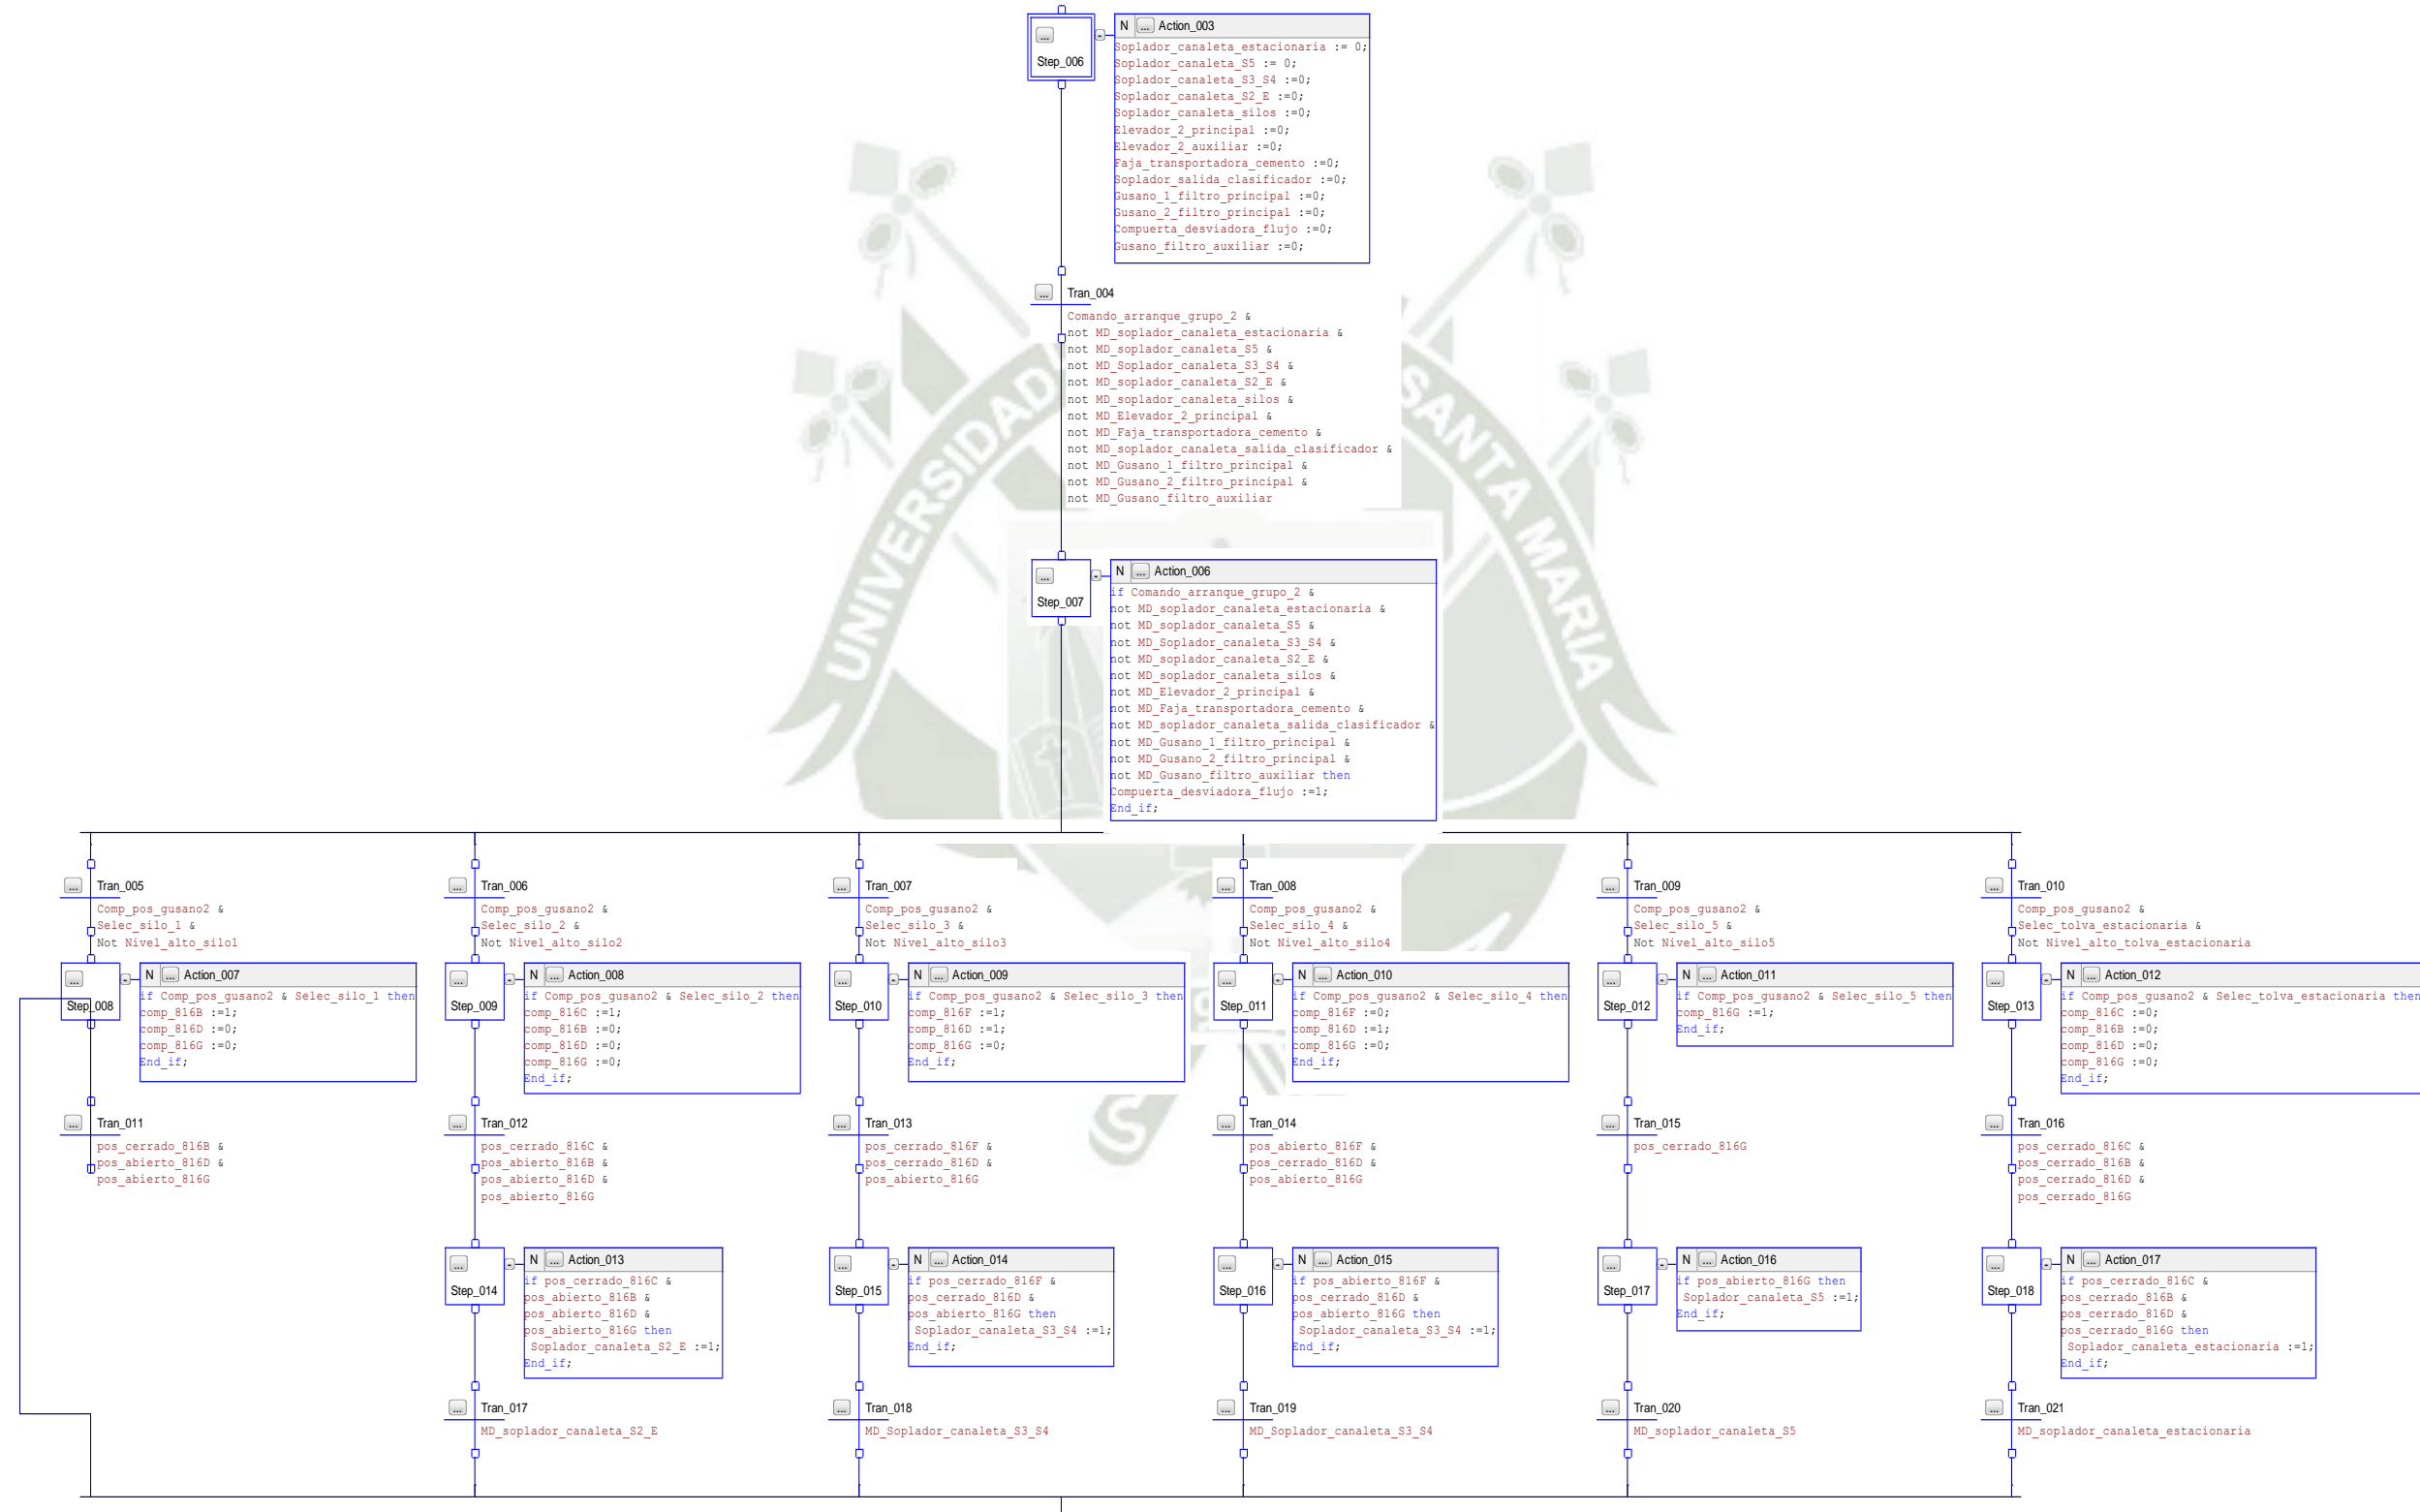 N ... Action_003
...
Step_006
Soplador_canaleta_estacionaria := 0;
Soplador_canaleta_S5 := 0;
Soplador_canaleta_S3_S4 :=0;
Soplador_canaleta_S2_E :=0;
Soplador_canaleta_silos :=0;
Elevador_2_principal :=0;
Elevador_2_auxiliar :=0;
Faja_transportadora_cemento :=0;
Soplador_salida_clasificador :=0;
Gusano_1_filtro_principal :=0;
Gusano_2_filtro_principal :=0;
Compuerta_desviadora_flujo :=0;
Gusano_filtro_auxiliar :=0;
... Tran_004
Comando_arranque_grupo_2 &
not MD_soplador_canaleta_estacionaria &
not MD_soplador_canaleta_S5 &
not MD_Soplador_canaleta_S3_S4 &
not MD_soplador_canaleta_S2_E &
not MD_soplador_canaleta_silos &
not MD_Elevador_2_principal &
not MD_Faja_transportadora_cemento &
not MD_soplador_canaleta_salida_clasificador &
not MD_Gusano_1_filtro_principal &
not MD_Gusano_2_filtro_principal &
not MD_Gusano_filtro_auxiliar
UNIVERSIDAD
SANTA MARIA
N ... Action_006
...
Step_007
if Comando_arranque_grupo_2 &
not MD_soplador_canaleta_estacionaria &
not MD_soplador_canaleta_S5 &
not MD_Soplador_canaleta_S3_S4 &
not MD_soplador_canaleta_S2_E &
not MD_soplador_canaleta_silos &
not MD_Elevador_2_principal &
not MD_Faja_transportadora_cemento &
not MD_soplador_canaleta_salida_clasificador &
not MD_Gusano_1_filtro_principal &
not MD_Gusano_2_filtro_principal &
not MD_Gusano_filtro_auxiliar then
Compuerta_desviadora_flujo :=1;
End_if;
... Tran_005
Comp_pos_gusano2 &
Selec_silo_1 &
Not Nivel_alto_silo1
... Tran_006
Comp_pos_gusano2 &
Selec_silo_2 &
Not Nivel_alto_silo2
... Tran_007
Comp_pos_gusano2 &
Selec_silo_3 &
Not Nivel_alto_silo3
... Tran_008
Comp_pos_gusano2 &
Selec_silo_4 &
Not Nivel_alto_silo4
... Tran_009
Comp_pos_gusano2 &
Selec_silo_5 &
Not Nivel_alto_silo5
... Tran_010
Comp_pos_gusano2 &
Selec_tolva_estacionaria &
Not Nivel_alto_tolva_estacionaria
...
Step_008
N ... Action_007
if Comp_pos_gusano2 & Selec_silo_1 then
comp_816B :=1;
comp_816D :=0;
comp_816G :=0;
End_if;
...
Step_009
N ... Action_008
if Comp_pos_gusano2 & Selec_silo_2 then
comp_816C :=1;
comp_816B :=0;
comp_816D :=0;
comp_816G :=0;
End_if;
...
Step_010
N ... Action_009
if Comp_pos_gusano2 & Selec_silo_3 then
comp_816F :=1;
comp_816D :=1;
comp_816G :=0;
End_if;
...
Step_011
N ... Action_010
if Comp_pos_gusano2 & Selec_silo_4 then
comp_816F :=0;
comp_816D :=1;
comp_816G :=0;
End_if;
...
Step_012
N ... Action_011
if Comp_pos_gusano2 & Selec_silo_5 then
comp_816G :=1;
End_if;
...
Step_013
N ... Action_012
if Comp_pos_gusano2 & Selec_tolva_estacionaria then
comp_816C :=0;
comp_816B :=0;
comp_816D :=0;
comp_816G :=0;
End_if;
... Tran_011
pos_cerrado_816B &
pos_abierto_816D &
pos_abierto_816G
... Tran_012
pos_cerrado_816C &
pos_abierto_816B &
pos_abierto_816D &
pos_abierto_816G
... Tran_013
pos_cerrado_816F &
pos_cerrado_816D &
pos_abierto_816G
... Tran_014
pos_abierto_816F &
pos_cerrado_816D &
pos_abierto_816G
... Tran_015
pos_cerrado_816G
... Tran_016
pos_cerrado_816C &
pos_cerrado_816B &
pos_cerrado_816D &
pos_cerrado_816G
...
Step_014
N ... Action_013
if pos_cerrado_816C &
pos_abierto_816B &
pos_abierto_816D &
pos_abierto_816G then
Soplador_canaleta_S2_E :=1;
End_if;
...
Step_015
N ... Action_014
if pos_cerrado_816F &
pos_cerrado_816D &
pos_abierto_816G then
Soplador_canaleta_S3_S4 :=1;
End_if;
...
Step_016
N ... Action_015
if pos_abierto_816F &
pos_cerrado_816D &
pos_abierto_816G then
Soplador_canaleta_S3_S4 :=1;
End_if;
...
Step_017
N ... Action_016
if pos_abierto_816G then
Soplador_canaleta_S5 :=1;
End_if;
...
Step_018
N ... Action_017
if pos_cerrado_816C &
pos_cerrado_816B &
pos_cerrado_816D &
pos_cerrado_816G then
Soplador_canaleta_estacionaria :=1;
End_if;
... Tran_017
MD_soplador_canaleta_S2_E
... Tran_018
MD_Soplador_canaleta_S3_S4
... Tran_019
MD_Soplador_canaleta_S3_S4
... Tran_020
MD_soplador_canaleta_S5
... Tran_021
MD_soplador_canaleta_estacionaria